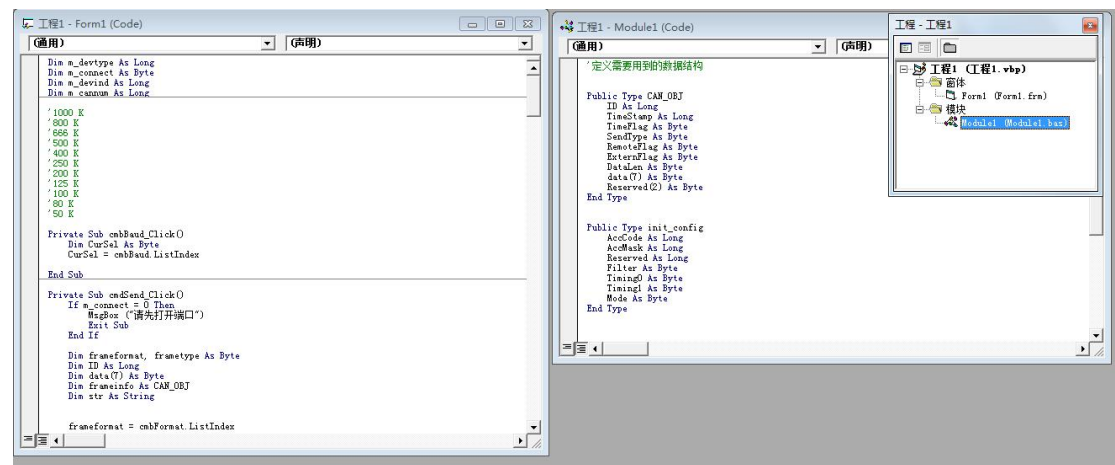 工程1 - Form1 (Code)
(通用)
(声明)
Dim m_devtype As Long
Dim m_connect As Byte
Dim m_devind As Long
Dim m_cannum As Long
'1000 K
'800 K
'666 K
'500 K
'400 K
'250 K
'200 K
'125 K
'100 K
'80 K
'50 K
Private Sub cmbBaud_Click()
Dim CurSel As Byte
CurSel = cmbBaud.ListIndex
End Sub
Private Sub cmdSend_Click()
If m_connect = 0 Then
MsgBox ("请先打开端口")
Exit Sub
End If
Dim frameformat, frametype As Byte
Dim ID As Long
Dim data(7) As Byte
Dim frameinfo As CAN_OBJ
Dim str As String
frameformat = cmbFormat.ListIndex
工程1 - Module1 (Code)
(通用)
(声明)
'定义需要用到的数据结构
Public Type CAN_OBJ
ID As Long
TimeStamp As Long
TimeFlag As Byte
SendType As Byte
RemoteFlag As Byte
ExternFlag As Byte
DataLen As Byte
data(7) As Byte
Reserved(2) As Byte
End Type
Public Type init_config
AccCode As Long
AccMask As Long
Reserved As Long
Filter As Byte
Timing0 As Byte
Timing1 As Byte
Mode As Byte
End Type
工程 - 工程1
工程1 (工程1.vbp)
窗体
Form1 (Form1.frm)
模块
Module1 (Module1.bas)